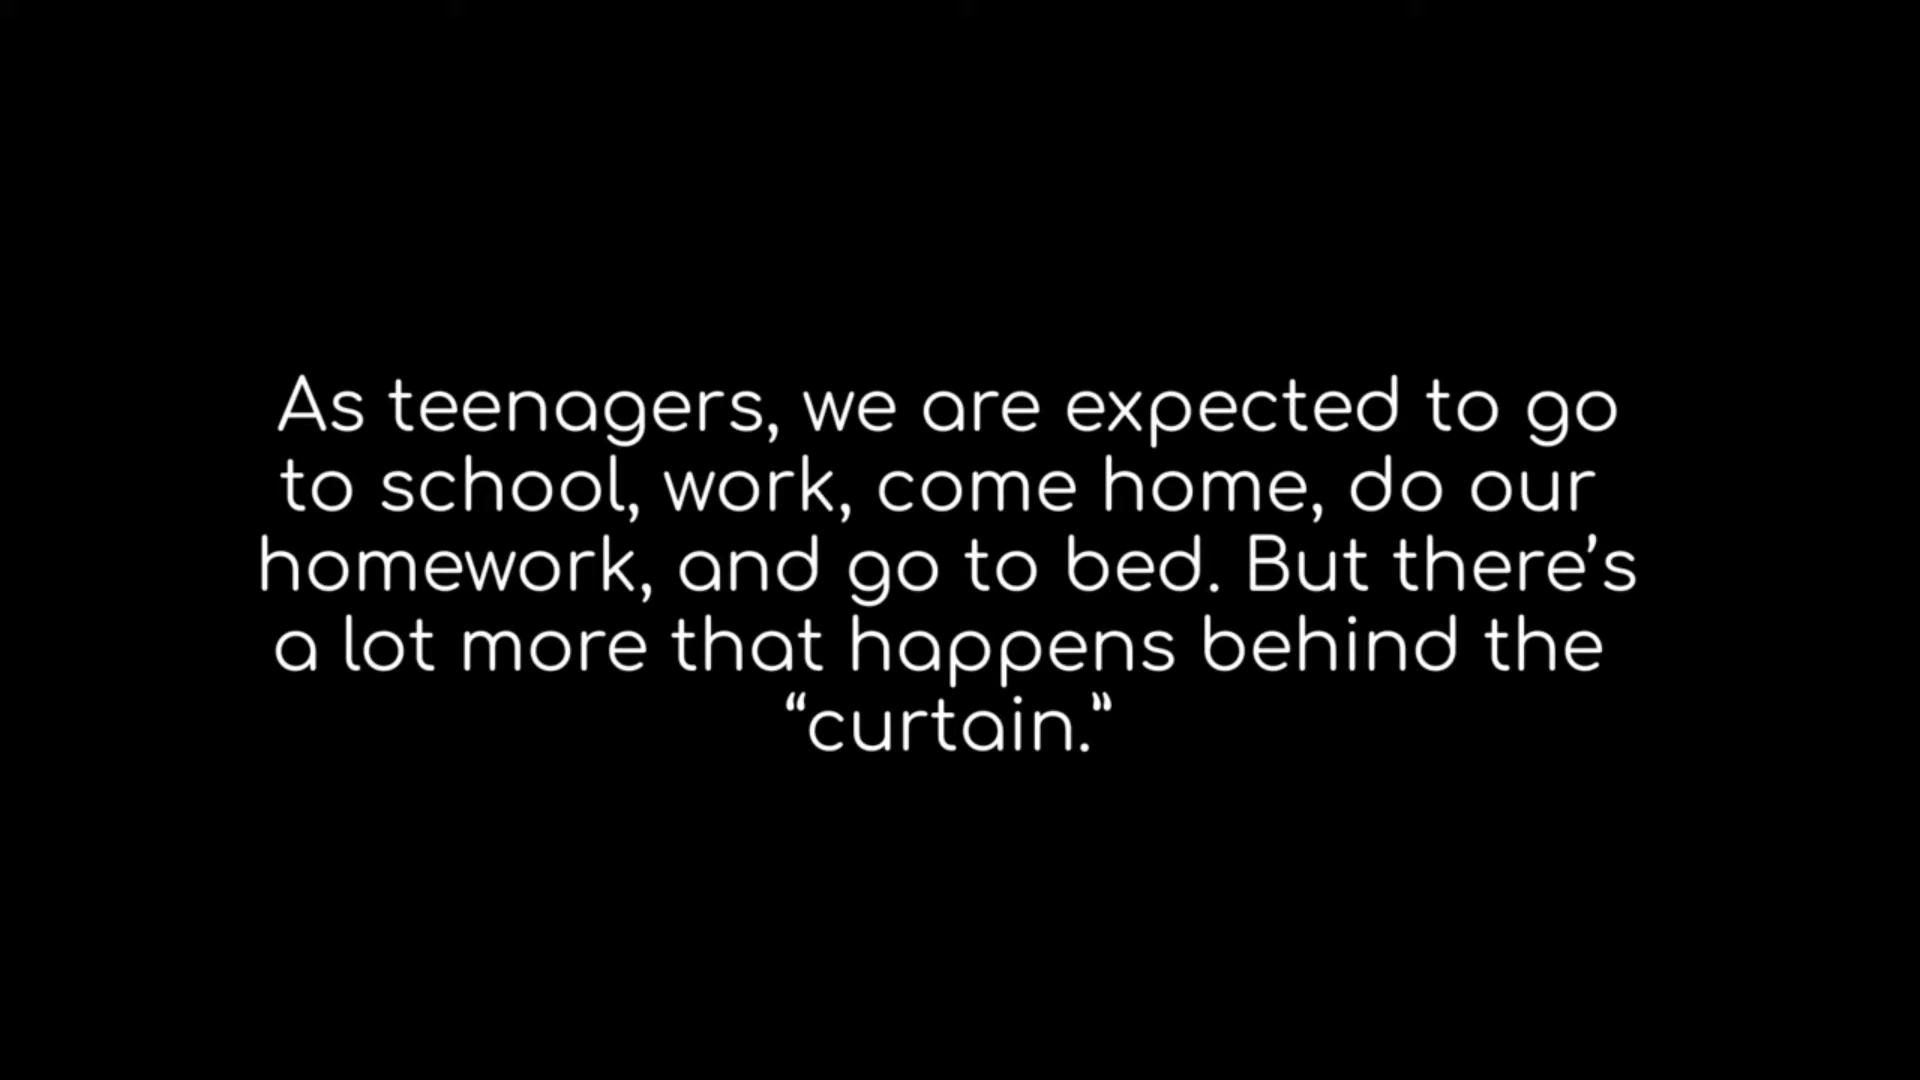 As teenagers, we are expected to go
to school, work, come home, do our
homework, and go to bed. But there’s
a lot more that happens behind the
“curtain.”